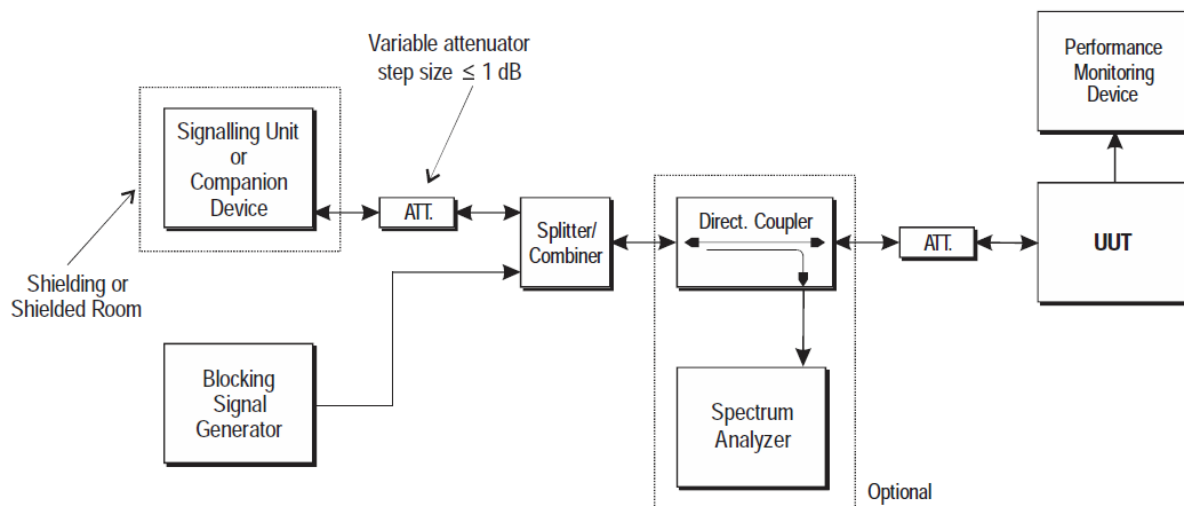 Variable attenuator
step size ≤ 1 dB
Performance
Monitoring
Device
Signalling Unit
or
Companion
Device
ATT.
Splitter/
Combiner
Direct. Coupler
ATT.
UUT
Shielding or
Shielded Room
Blocking
Signal
Generator
Spectrum
Analyzer
Optional